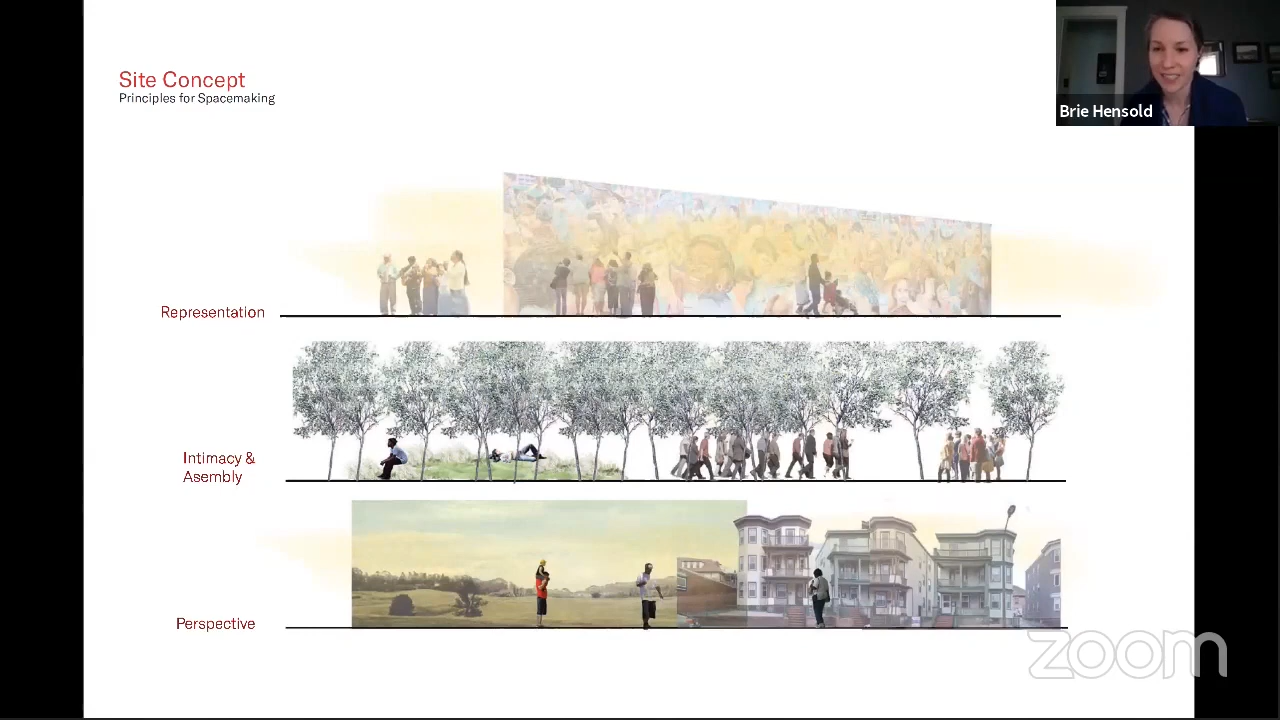 Site Concept
Principles for Spacemaking
Brie Hensold
Representation
Intimacy &
Asembly
Perspective
zoom